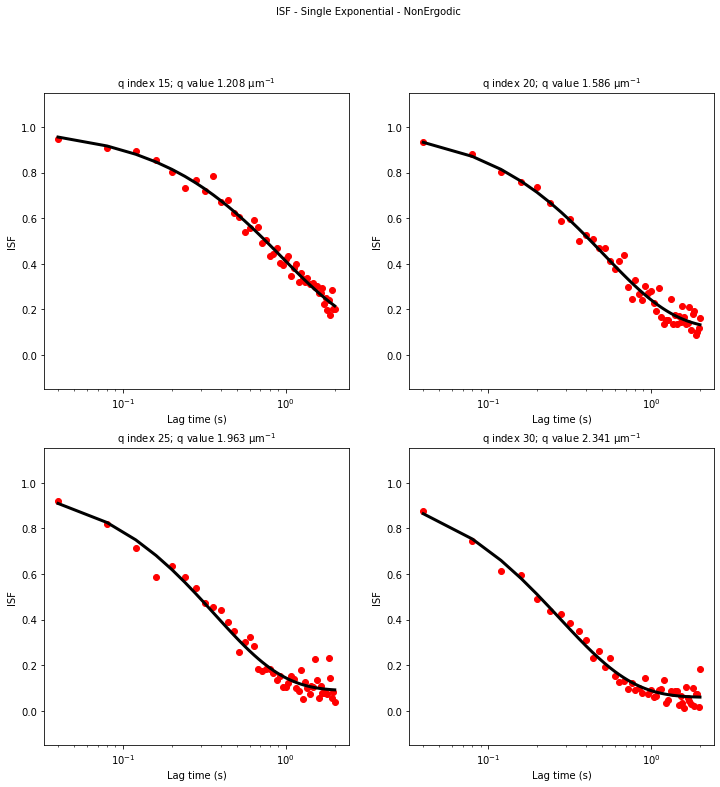 ISF - Single Exponential - NonErgodic
q index 15; q value 1.208 μm⁻¹
q index 20; q value 1.586 μm⁻¹
ISF
1.0
0.8
0.6
0.4
0.2
0.0
10⁻¹
10⁰
Lag time (s)
ISF
1.0
0.8
0.6
0.4
0.2
0.0
10⁻¹
10⁰
Lag time (s)
q index 25; q value 1.963 μm⁻¹
q index 30; q value 2.341 μm⁻¹
ISF
1.0
0.8
0.6
0.4
0.2
0.0
10⁻¹
10⁰
Lag time (s)
ISF
1.0
0.8
0.6
0.4
0.2
0.0
10⁻¹
10⁰
Lag time (s)